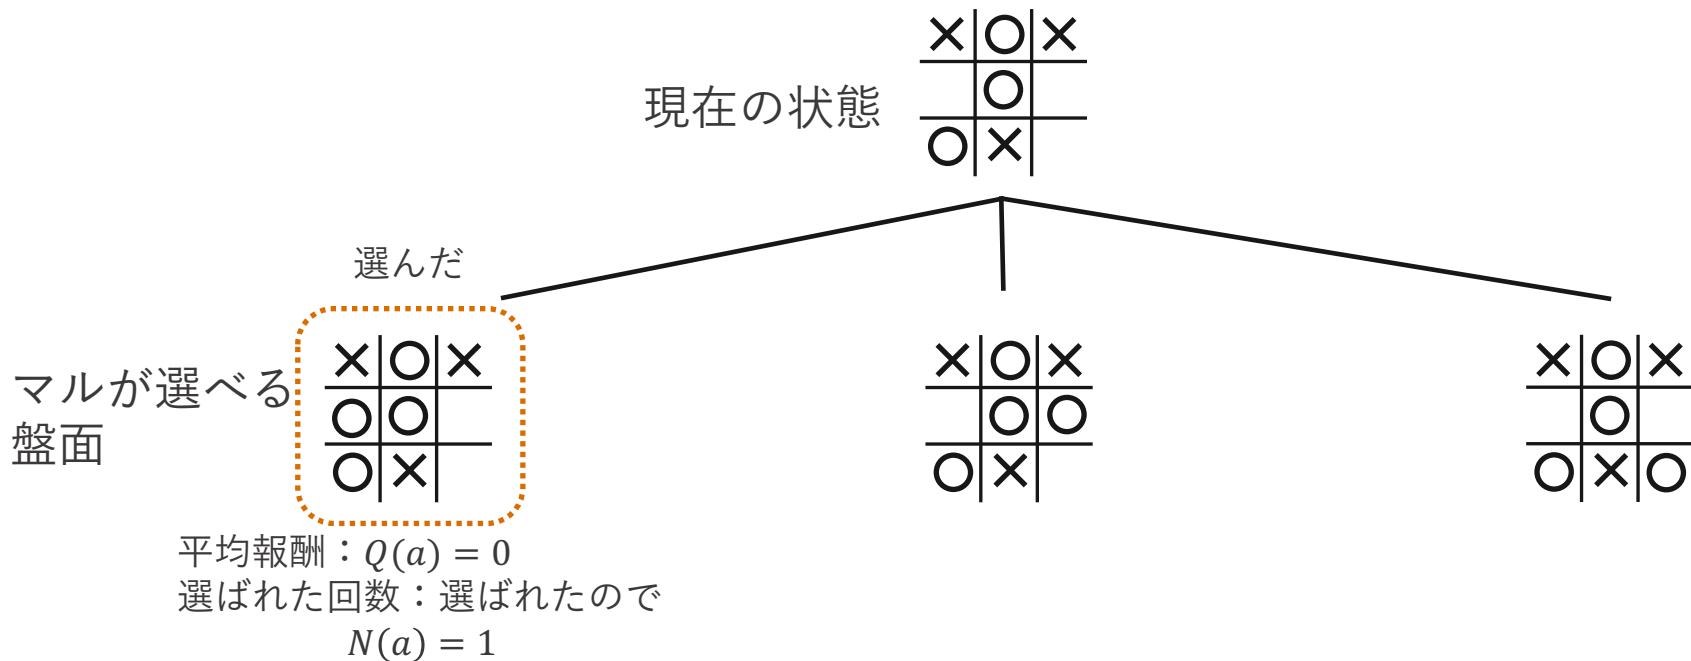 現在の状態
選んだ
マルが選べる
盤面
平均報酬：Q(a) = 0
選ばれた回数：選ばれたので
N(a) = 1